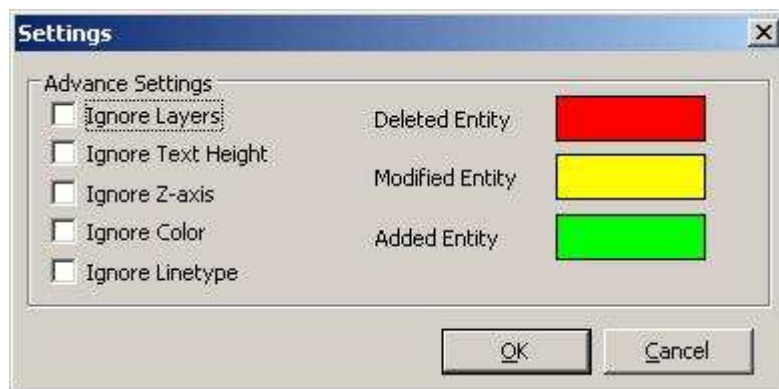 Settings
Advance Settings
Ignore Layers
Ignore Text Height
Ignore Z-axis
Ignore Color
Ignore Linetype
Deleted Entity
Modified Entity
Added Entity
OK
Cancel